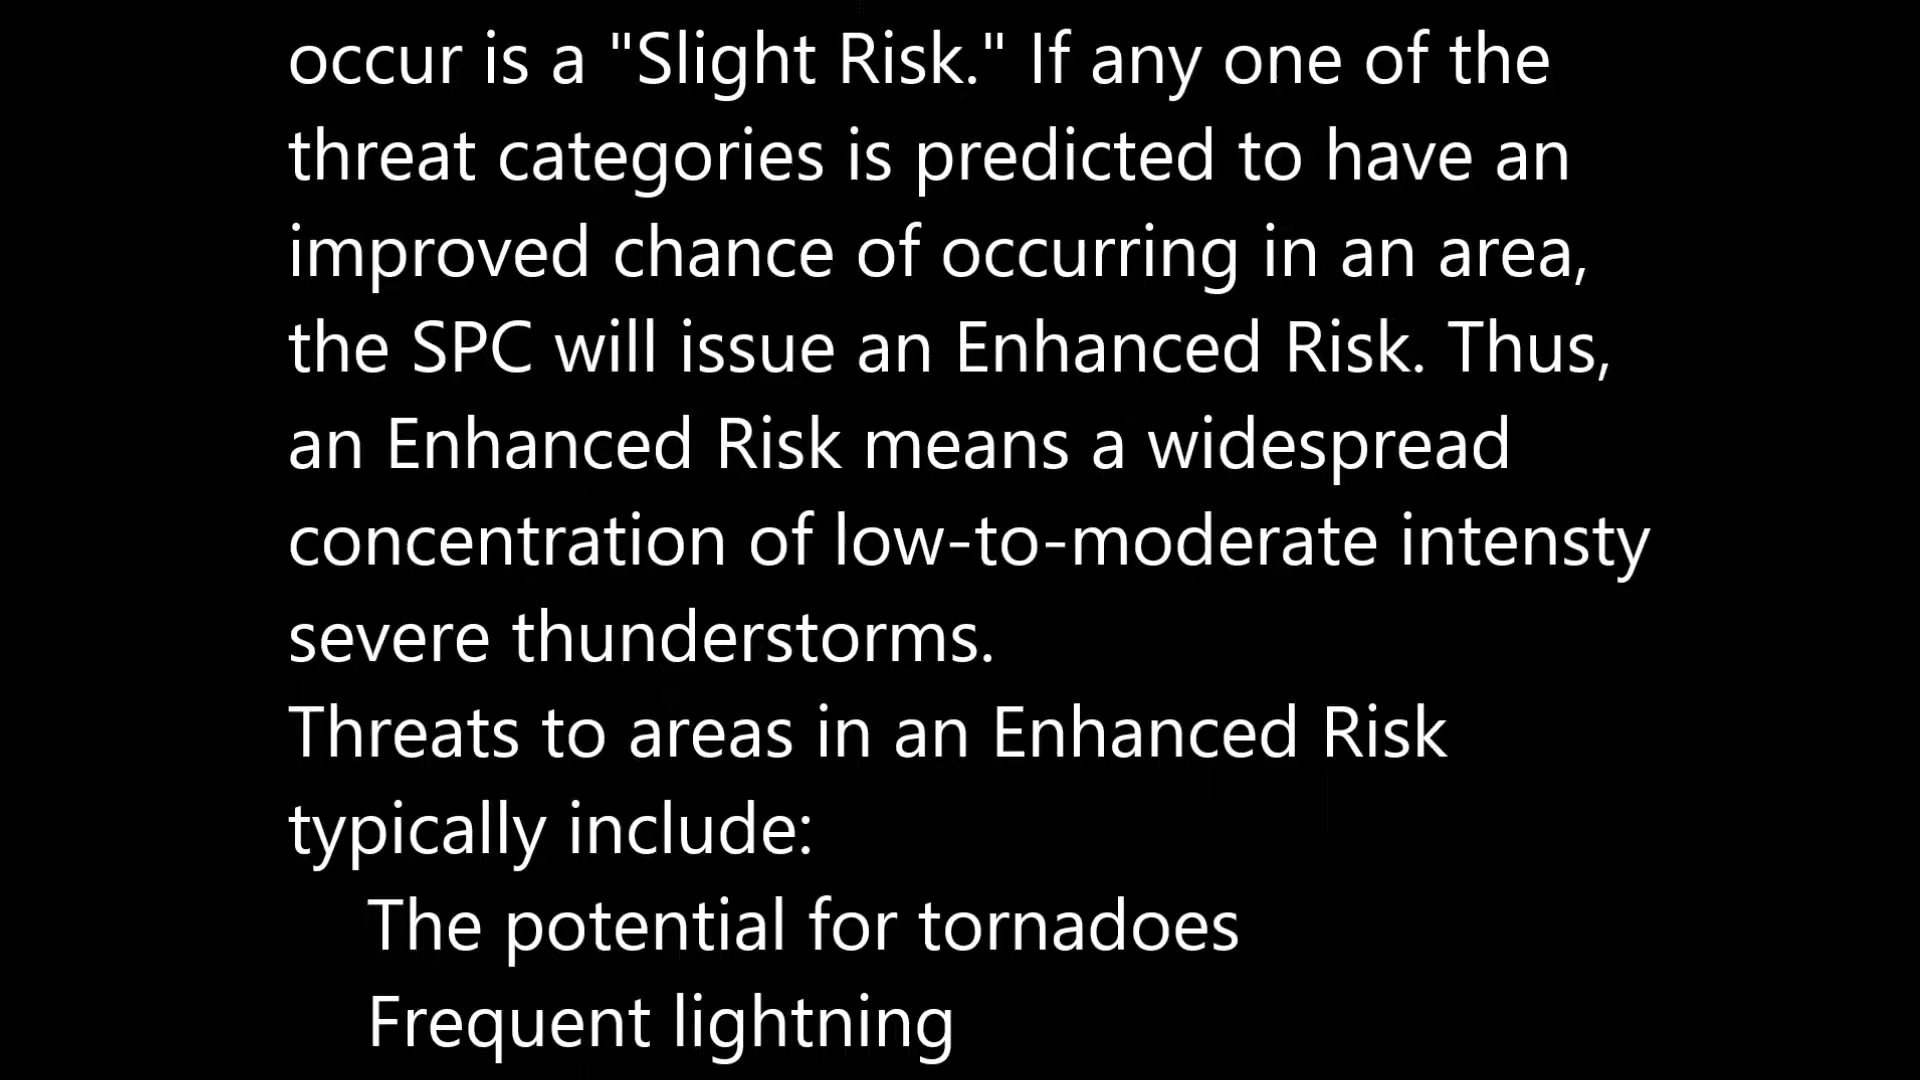 occur is a "Slight Risk." If any one of the
threat categories is predicted to have an
improved chance of occurring in an area,
the SPC will issue an Enhanced Risk. Thus,
an Enhanced Risk means a widespread
concentration of low-to-moderate intensty
severe thunderstorms.
Threats to areas in an Enhanced Risk
typically include:
The potential for tornadoes
Frequent lightning